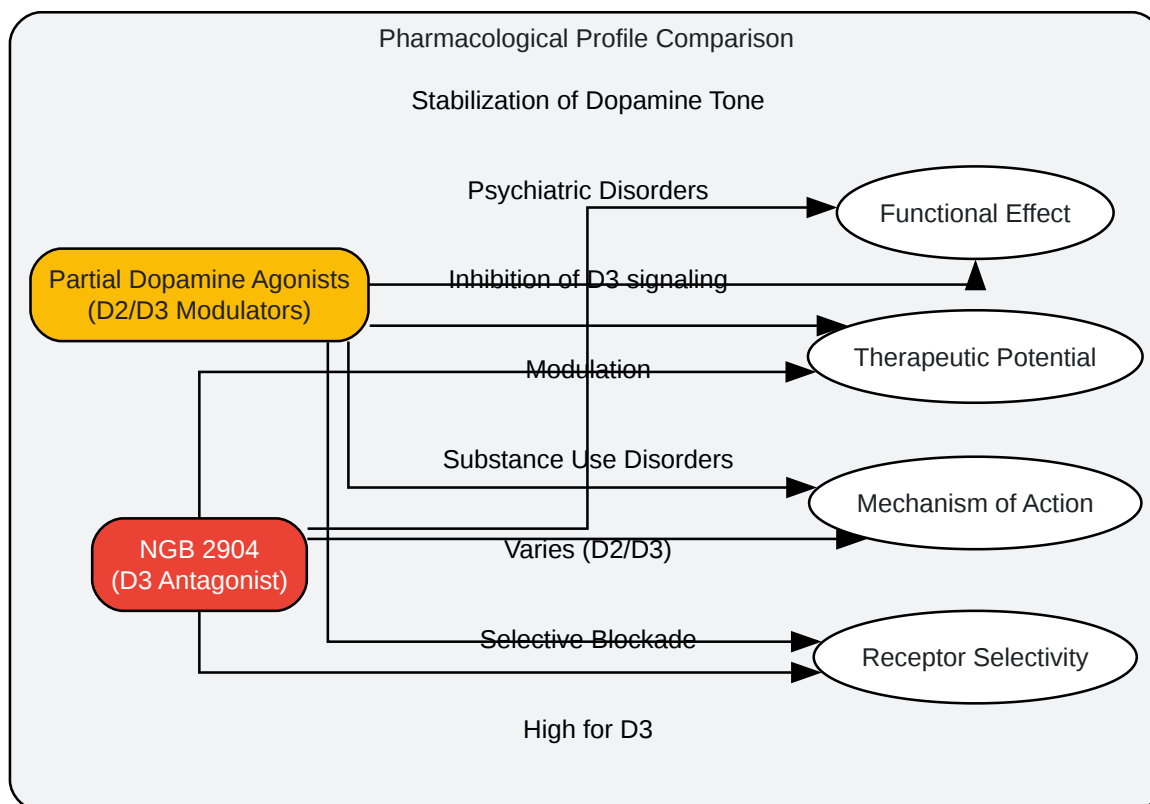 Pharmacological Profile Comparison
Stabilization of Dopamine Tone
Psychiatric Disorders
Functional Effect
Partial Dopamine Agonists
(D2/D3 Modulators)
Inhibition of D3 signaling
Therapeutic Potential
Modulation
Substance Use Disorders
Mechanism of Action
NGB 2904
(D3 Antagonist)
Varies (D2/D3)
Selective Blockade
Receptor Selectivity
High for D3